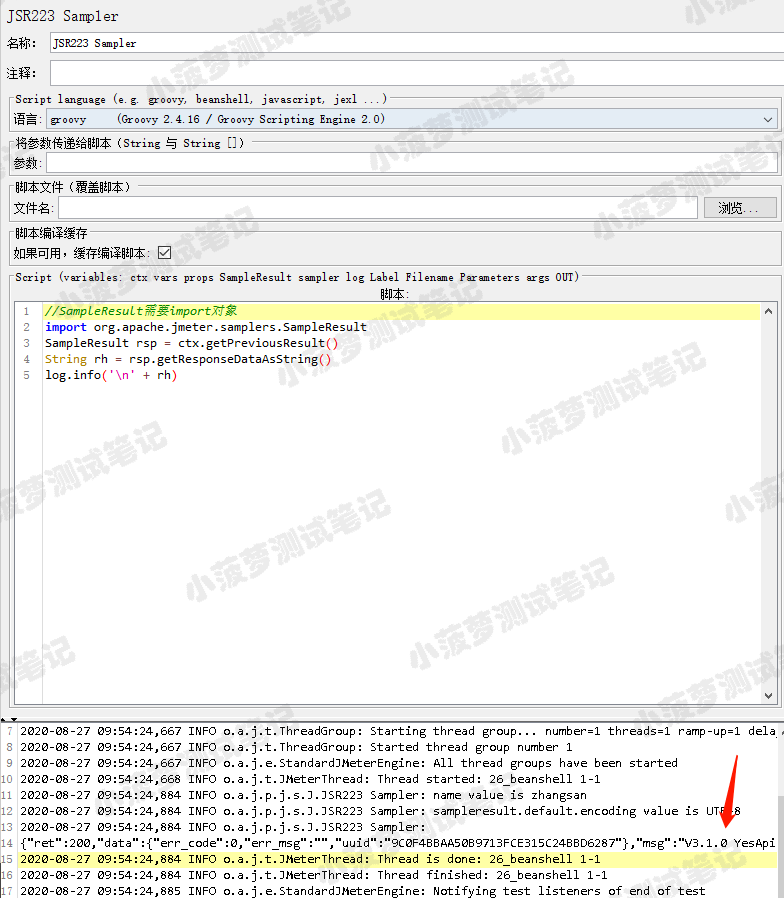 JSR223 Sampler
名称： JSR223 Sampler
注释：
Script language (e.g. groovy, beanshell, javascript, jexl ...)
语言： groovy (Groovy 2.4.16 / Groovy Scripting Engine 2.0)
将参数传递给脚本（String 与 String []）
参数：
脚本文件（覆盖脚本）
文件名： 浏览...
脚本编译缓存
如果可用，缓存编译脚本：
Script (variables: ctx vars props SampleResult sampler log Label Filename Parameters args OUT)
脚本：
1 //SampleResult需要import对象
2 import org.apache.jmeter.samplers.SampleResult
3 SampleResult rsp = ctx.getPreviousResult()
4 String rh = rsp.getResponseDataAsString()
5 log.info('\n' + rh)
7 2020-08-27 09:54:24,667 INFO o.a.j.t.ThreadGroup: Starting thread group... number=1 threads=1 ramp-up=1 dela
8 2020-08-27 09:54:24,667 INFO o.a.j.t.ThreadGroup: Started thread group number 1
9 2020-08-27 09:54:24,667 INFO o.a.j.e.StandardJMeterEngine: All thread groups have been started
10 2020-08-27 09:54:24,668 INFO o.a.j.t.JMeterThread: Thread started: 26_beanshell 1-1
11 2020-08-27 09:54:24,884 INFO o.a.j.p.j.s.J.JSR223 Sampler: name value is zhangsan
12 2020-08-27 09:54:24,884 INFO o.a.j.p.j.s.J.JSR223 Sampler: sampleresult.default.encoding value is UTF-8
13 2020-08-27 09:54:24,884 INFO o.a.j.p.j.s.J.JSR223 Sampler:
14 {"ret":200,"data":{"err_code":0,"err_msg":"","uuid":"9C0F4BBAA50B9713FCE315C24BBD6287"},"msg":"V3.1.0 YesApi
15 2020-08-27 09:54:24,884 INFO o.a.j.t.JMeterThread: Thread is done: 26_beanshell 1-1
16 2020-08-27 09:54:24,884 INFO o.a.j.t.JMeterThread: Thread finished: 26_beanshell 1-1
17 2020-08-27 09:54:24,885 INFO o.a.j.e.StandardJMeterEngine: Notifying test listeners of end of test
小菠萝测试笔记